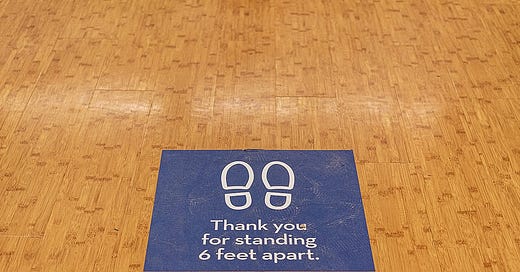 Thank you
for standing
6 feet apart.